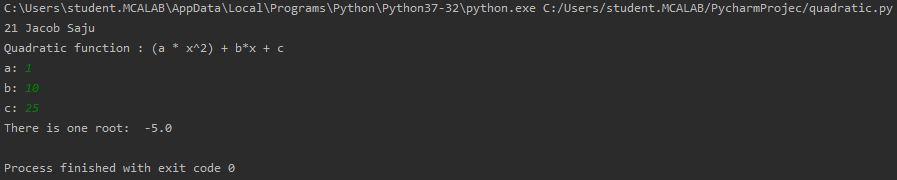 C:\Users\student.MCALAB\AppData\Local\Programs\Python\Python37-32\python.exe C:/Users/student.MCALAB/PycharmProjec/quadratic.py
21 Jacob Saju
Quadratic function : (a * x^2) + b*x + c
a: 1
b: 10
c: 25
There is one root:  -5.0
Process finished with exit code 0